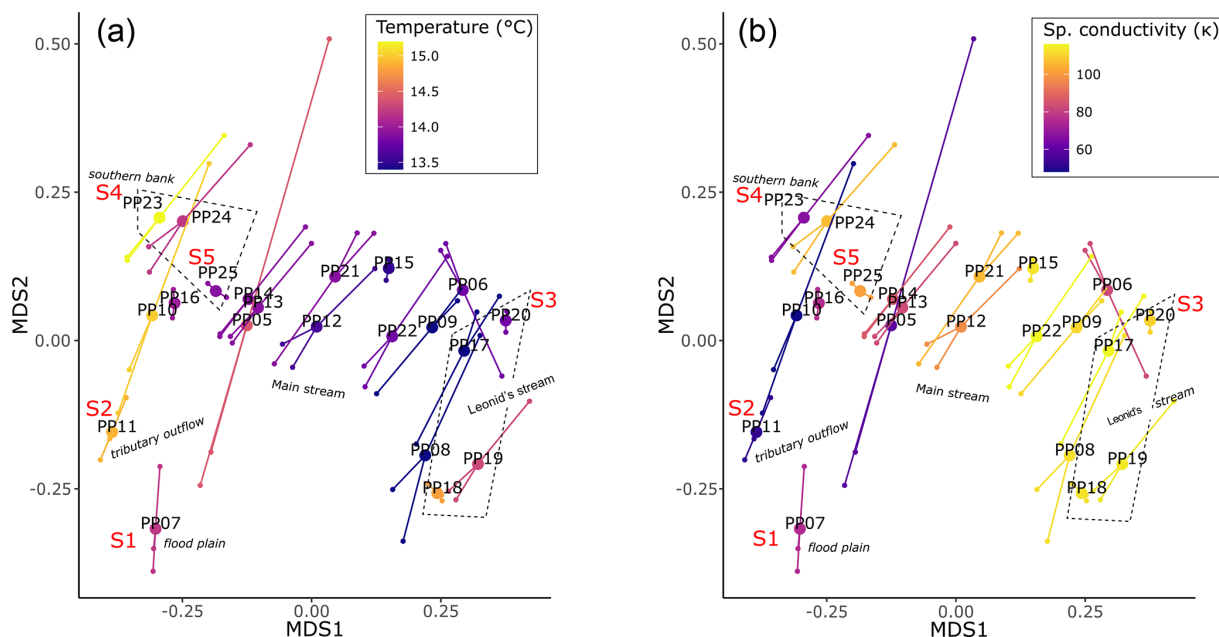 (a)
Temperature (°C)
15.0
14.5
14.0
13.5
0.50
0.25
0.00
-0.25
MDS2
-0.25
0.00
0.25
MDS1
southern bank
S4
PP23
PP24
S5
PP25
PP16
PP10
PP14
PP13
PP05
PP21
PP12
PP15
PP22
PP06
PP09
PP20
S3
PP17
Main stream
Leonid's stream
S2
PP11
tributary outflow
PP08
PP19
PP18
PP07
S1
flood plain
(b)
Sp. conductivity (κ)
100
80
60
0.50
0.25
0.00
-0.25
MDS2
-0.25
0.00
0.25
MDS1
southern bank
S4
PP23
PP24
S5
PP25
PP16
PP10
PP14
PP13
PP05
PP21
PP12
PP15
PP22
PP06
PP09
PP20
S3
PP17
Main stream
Leonid's stream
S2
PP11
tributary outflow
PP08
PP19
PP18
PP07
S1
flood plain